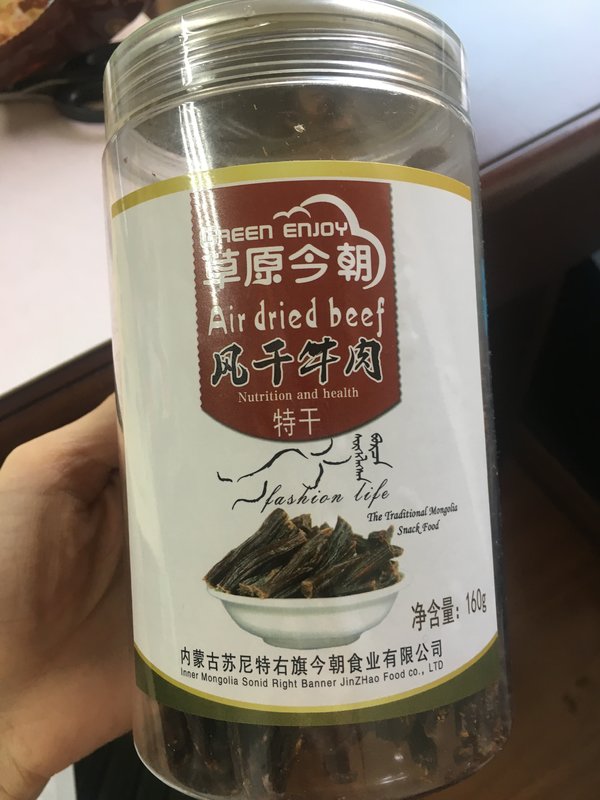 GREEN ENJOY
草原今朝
Air dried beef
风干牛肉
Nutrition and health
特干
fashion life
The Traditional Mongolia
Snack Food
净含量：160g
内蒙古苏尼特右旗今朝食业有限公司
Inner Mongolia Sonid Right Banner JinZHao Food co., LTD